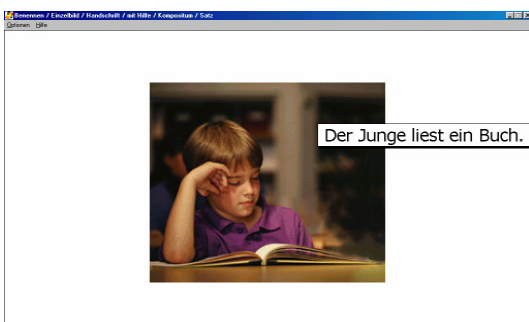 Benennen / Einzelbild / Handschrift / mit Hilfe / Kompositum / Satz
Optionen Hilfe
Der Junge liest ein Buch.